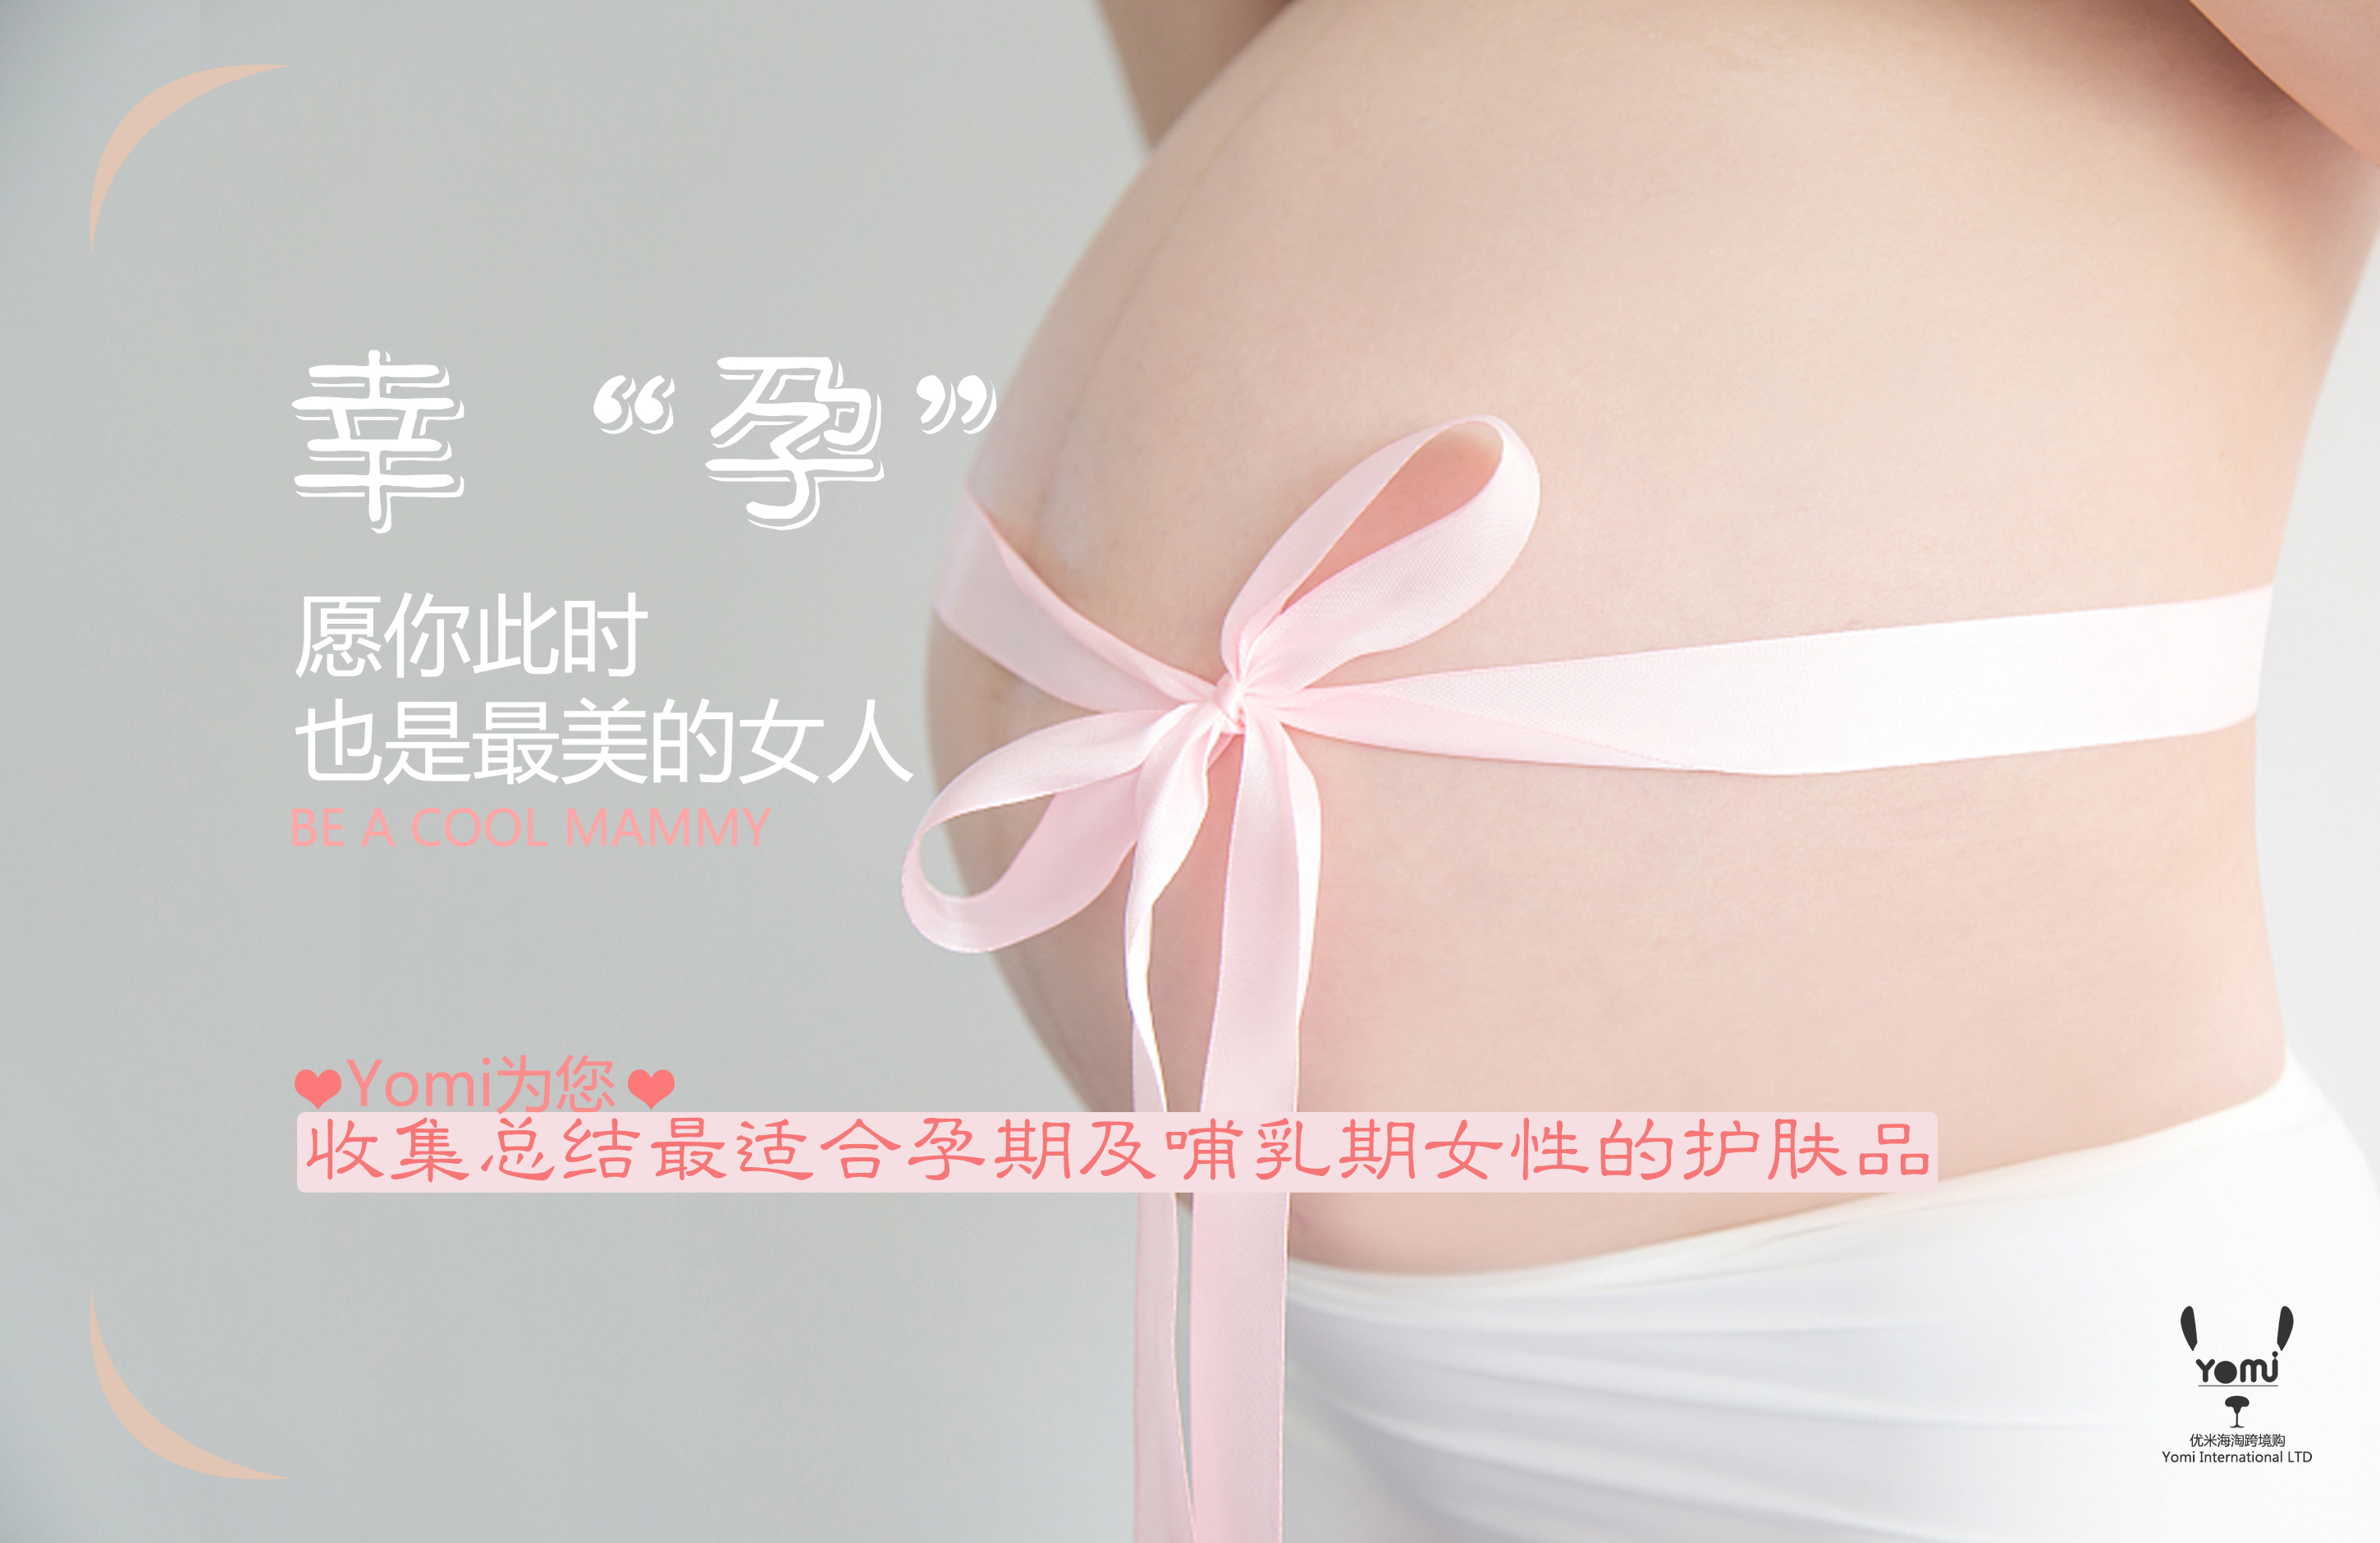 幸 “孕”
愿你此时
也是最美的女人
BE A COOL MAMMY
❤Yomi为您❤
收集总结最适合孕期及哺乳期女性的护肤品
Yomi
优米海淘跨境购
Yomi International LTD